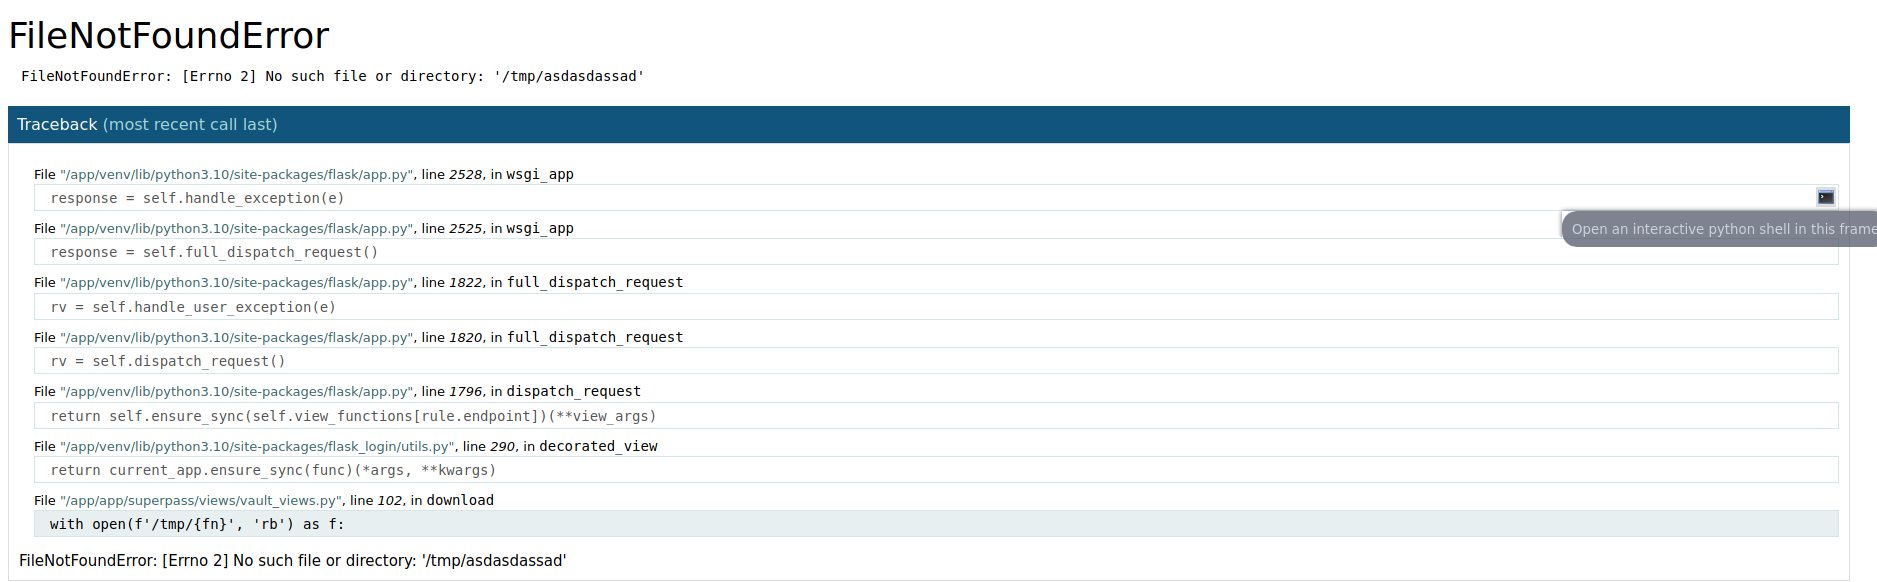 FileNotFoundError
FileNotFoundError: [Errno 2] No such file or directory: '/tmp/asdasdassad'
Traceback (most recent call last)
File "/app/venv/lib/python3.10/site-packages/flask/app.py", line 2528, in wsgi_app
response = self.handle_exception(e)
File "/app/venv/lib/python3.10/site-packages/flask/app.py", line 2525, in wsgi_app
Open an interactive python shell in this frame
response = self.full_dispatch_request()
File "/app/venv/lib/python3.10/site-packages/flask/app.py", line 1822, in full_dispatch_request
rv = self.handle_user_exception(e)
File "/app/venv/lib/python3.10/site-packages/flask/app.py", line 1820, in full_dispatch_request
rv = self.dispatch_request()
File "/app/venv/lib/python3.10/site-packages/flask/app.py", line 1796, in dispatch_request
return self.ensure_sync(self.view_functions[rule.endpoint])(**view_args)
File "/app/venv/lib/python3.10/site-packages/flask_login/utils.py", line 290, in decorated_view
return current_app.ensure_sync(func)(*args, **kwargs)
File "/app/app/superpass/views/vault_views.py", line 102, in download
with open(f'/tmp/{fn}', 'rb') as f:
FileNotFoundError: [Errno 2] No such file or directory: '/tmp/asdasdassad'